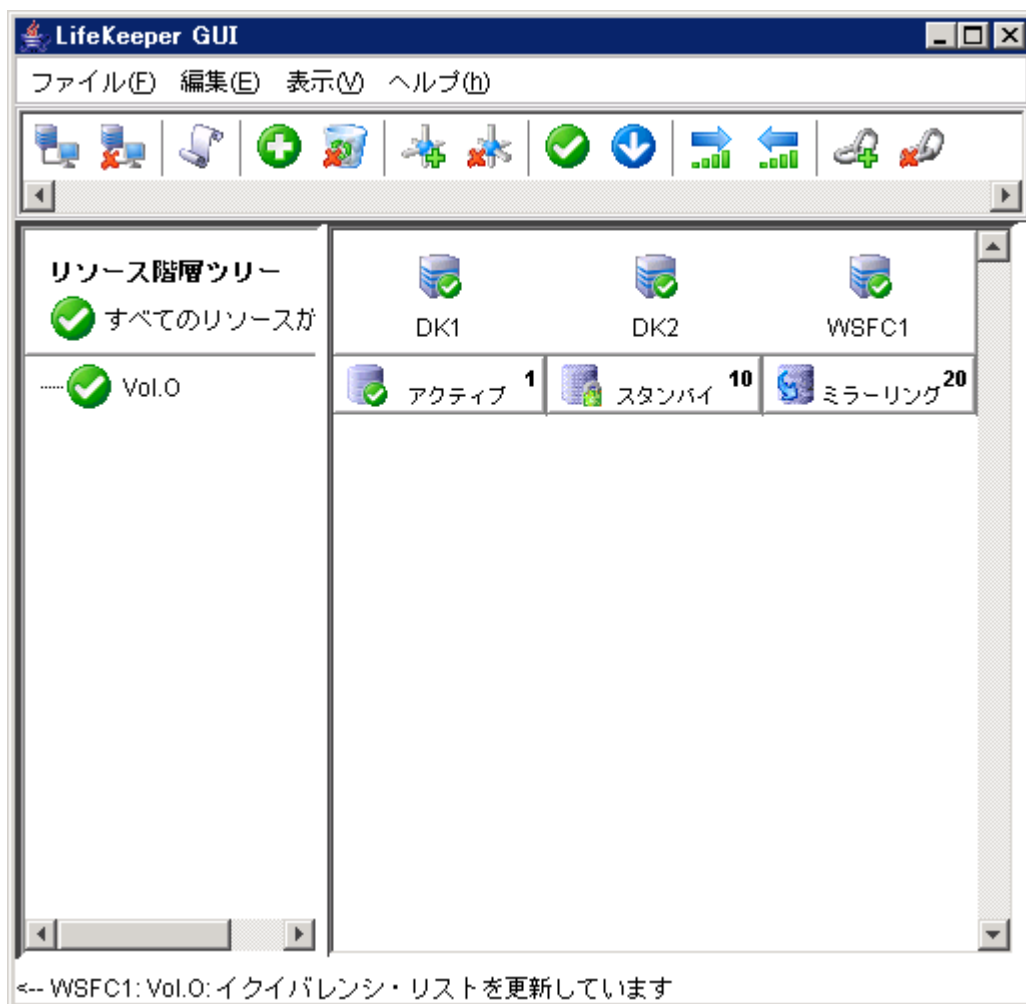 LifeKeeper GUI
ファイル(F) 編集(E) 表示(V) ヘルプ(h)
リソース階層ツリー
すべてのリソースが
Vol.O
DK1 DK2 WSFC1
アクティブ 1 スタンバイ 10 ミラーリング 20
<-- WSFC1: Vol.O: イクイバレンシ・リストを更新しています